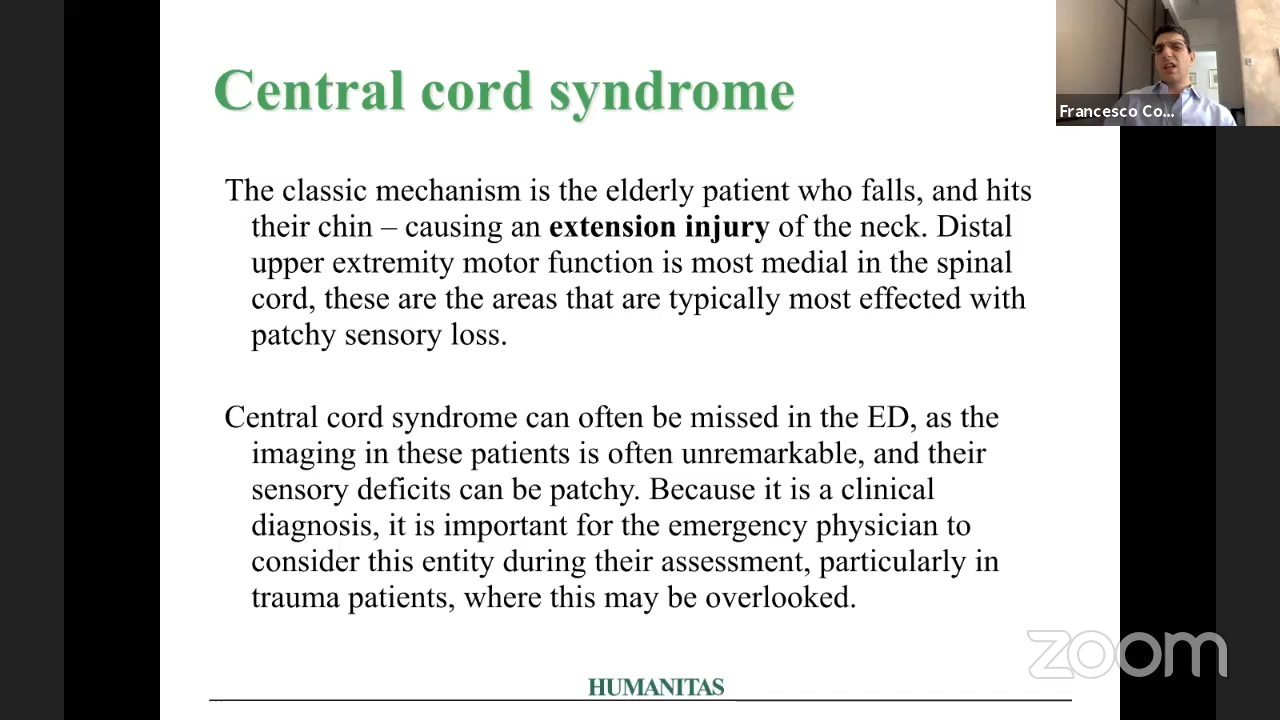 Central cord syndrome
Francesco Co...
The classic mechanism is the elderly patient who falls, and hits
their chin – causing an extension injury of the neck. Distal
upper extremity motor function is most medial in the spinal
cord, these are the areas that are typically most effected with
patchy sensory loss.
Central cord syndrome can often be missed in the ED, as the
imaging in these patients is often unremarkable, and their
sensory deficits can be patchy. Because it is a clinical
diagnosis, it is important for the emergency physician to
consider this entity during their assessment, particularly in
trauma patients, where this may be overlooked.
zoom
HUMANITAS